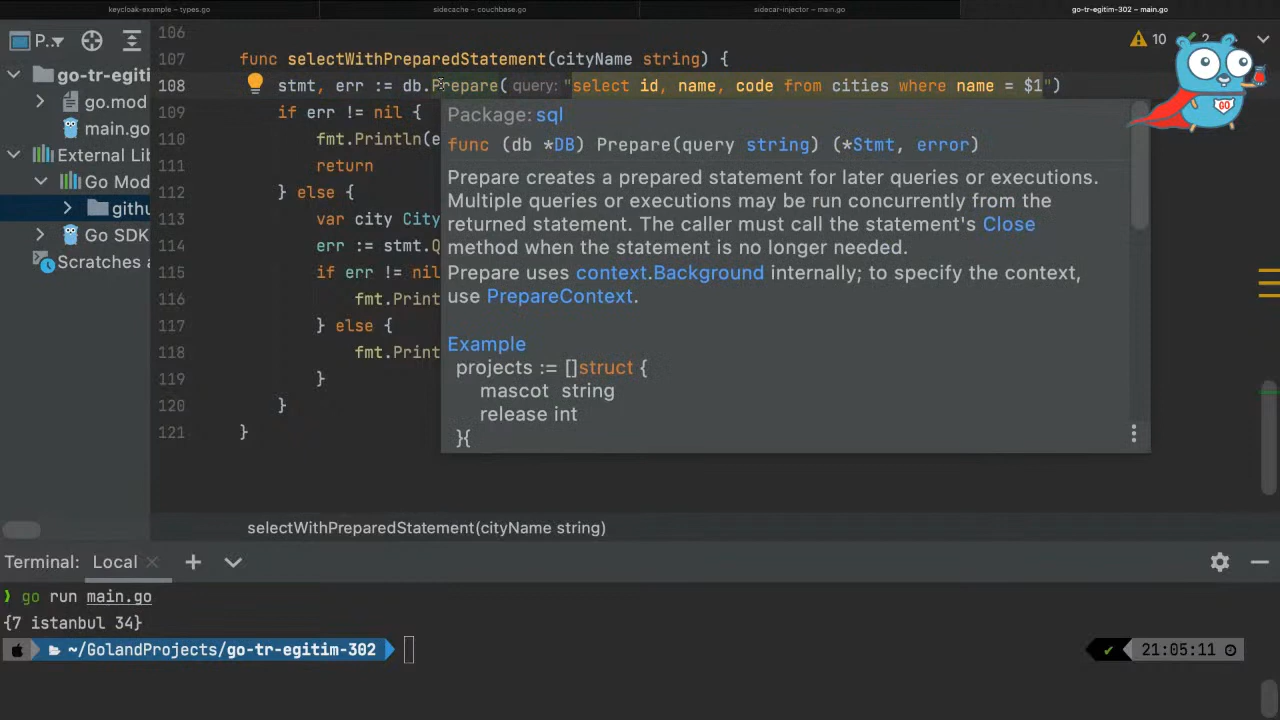 keycloak-example – types.go
sidecache – couchbase.go
sidecar-injector – main.go
go-tr-egitim-302 – main.go
P..
go-tr-egiti
go.mod
main.go
External Lib
Go Mod
githu
Go SDK
Scratches a
10
2
106
107 func selectWithPreparedStatement(cityName string) {
108 stmt, err := db.Prepare( query: "select id, name, code from cities where name = $1")
109 if err != nil {
110 fmt.Println(e
111 return
112 } else {
113 var city City
114 err := stmt.Q
115 if err != nil
116 fmt.Print
117 } else {
118 fmt.Print
119 }
120 }
121 }
Package: sql
func (db *DB) Prepare(query string) (*Stmt, error)
Prepare creates a prepared statement for later queries or executions.
Multiple queries or executions may be run concurrently from the
returned statement. The caller must call the statement's Close
method when the statement is no longer needed.
Prepare uses context.Background internally; to specify the context,
use PrepareContext.
Example
projects := []struct {
mascot string
release int
}{
GO
selectWithPreparedStatement(cityName string)
Terminal: Local
go run main.go
{7 istanbul 34}
~/GolandProjects/go-tr-egitim-302
21:05:11